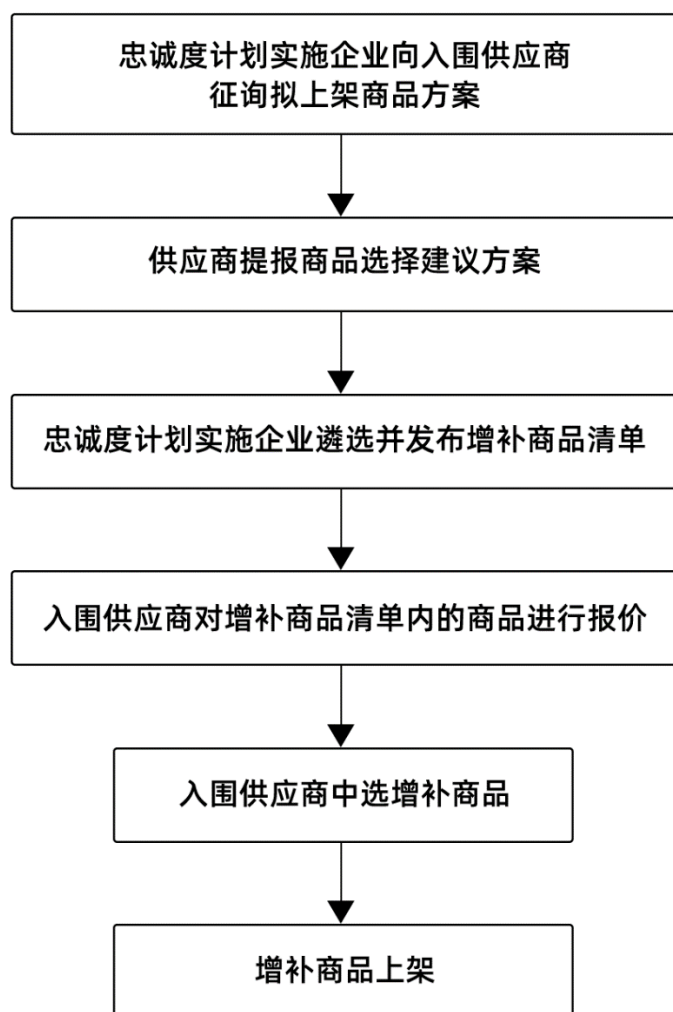 忠诚度计划实施企业向入围供应商
征询拟上架商品方案
供应商提报商品选择建议方案
忠诚度计划实施企业遴选并发布增补商品清单
入围供应商对增补商品清单内的商品进行报价
入围供应商中选增补商品
增补商品上架